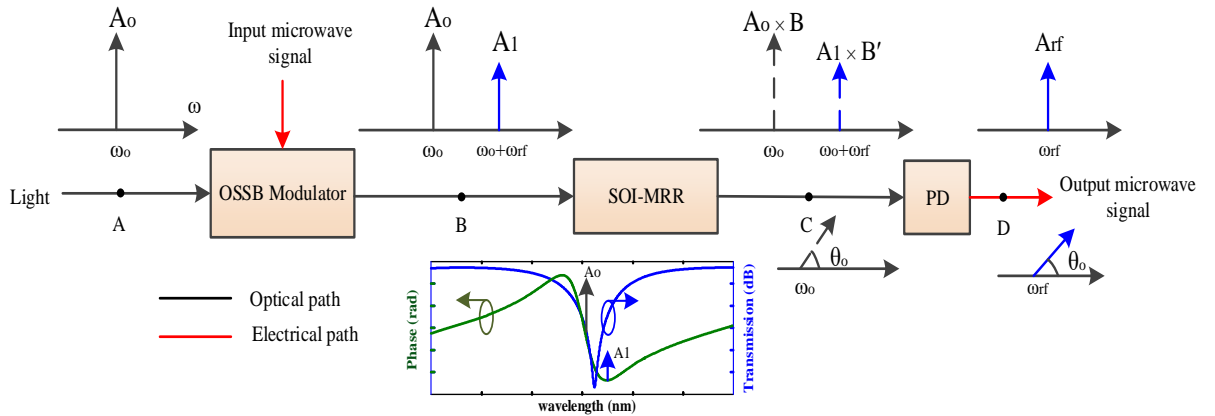 Ao
ω
ωo
Input microwave
signal
Ao
A1
ωo
ωo+ωrf
Ao × B
A1 × B′
ωo
ωo+ωrf
Arf
ωrf
Light
A
OSSB Modulator
B
SOI-MRR
C
PD
D
Output microwave
signal
θo
ωo
θo
ωrf
Optical path
Electrical path
Phase (rad)
Ao
A1
Transmission (dB)
wavelength (nm)